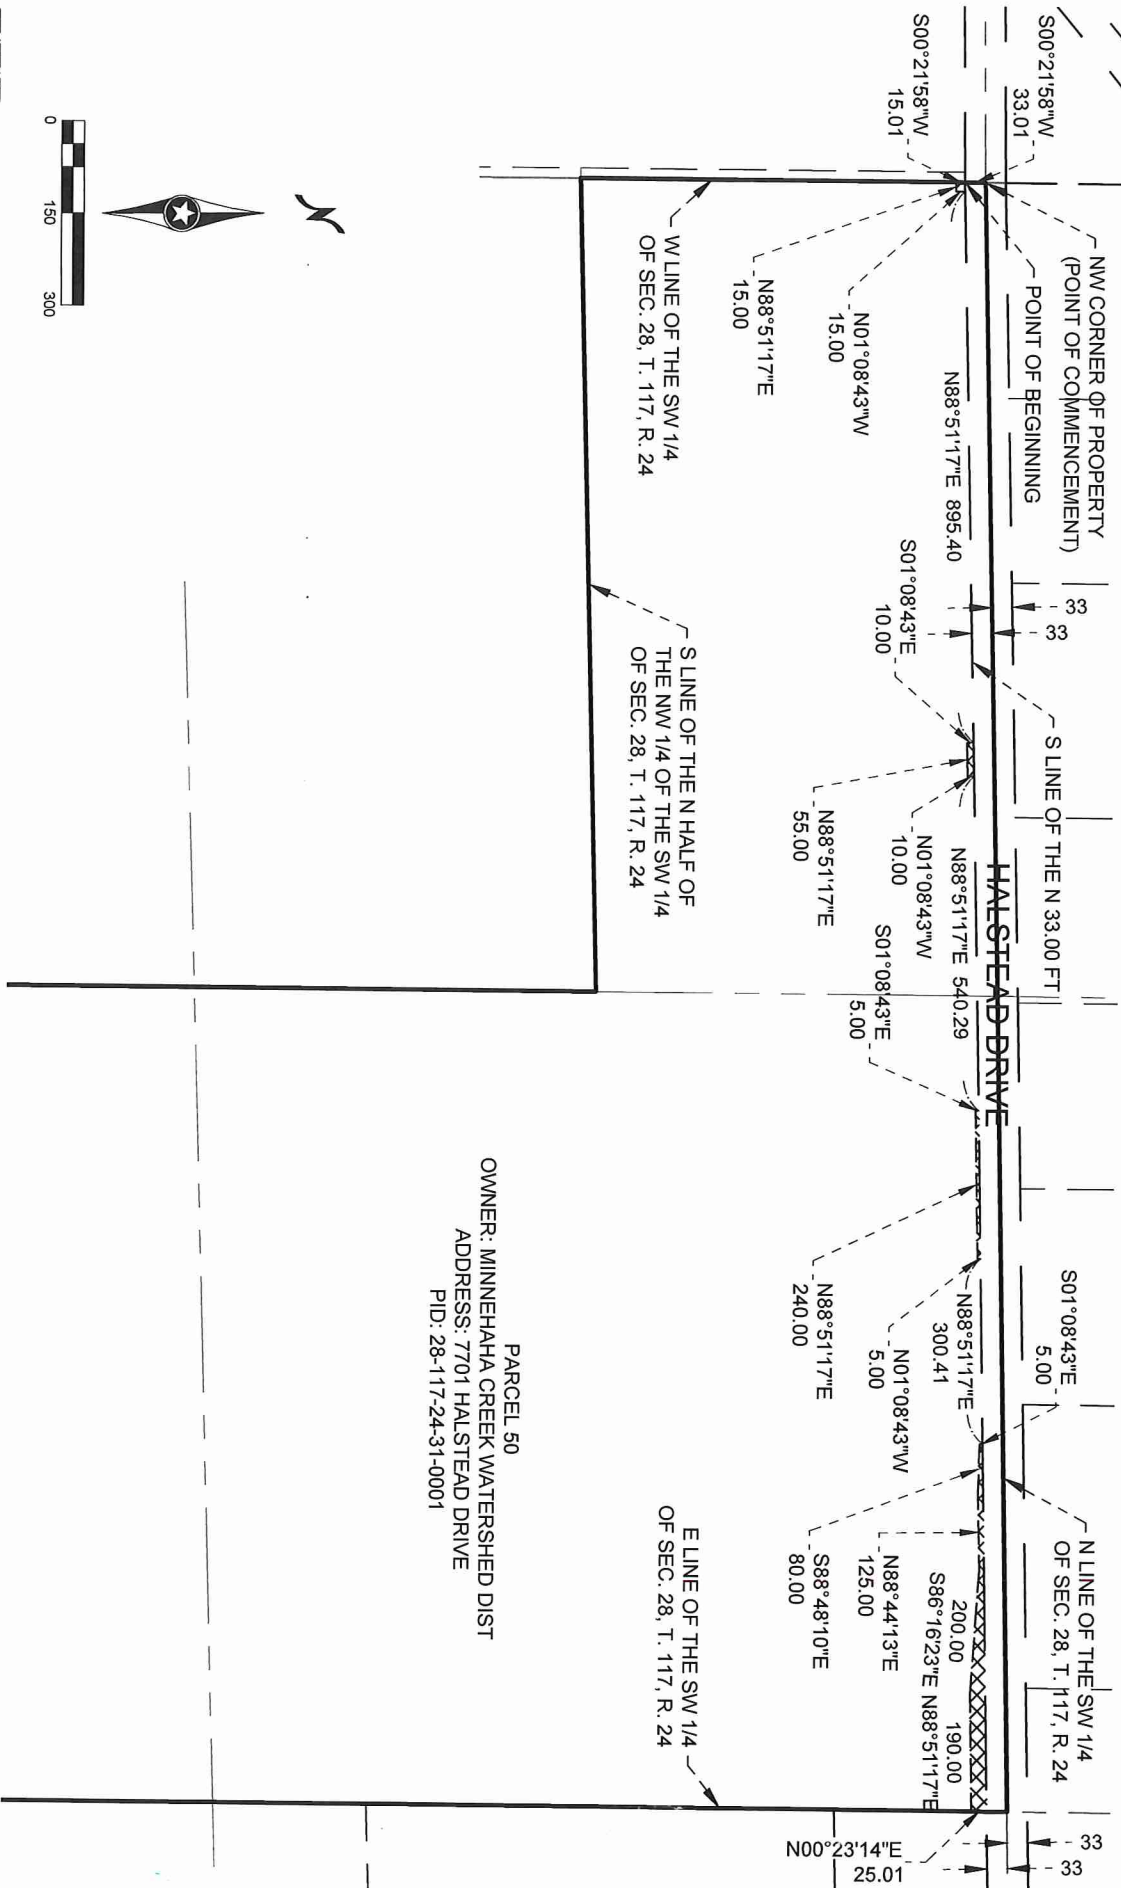 S00°21'58"W
33.01
S00°21'58"W
15.01
NW CORNER OF PROPERTY
(POINT OF COMMENCEMENT)
POINT OF BEGINNING
N88°51'17"E 895.40
N01°08'43"W
15.00
N88°51'17"E
15.00
W LINE OF THE SW 1/4
OF SEC. 28, T. 117, R. 24
N
0
150
300
33
33
S LINE OF THE N 33.00 FT
S01°08'43"E
10.00
N01°08'43"W
10.00
N88°51'17"E
55.00
S LINE OF THE N HALF OF
THE NW 1/4 OF THE SW 1/4
OF SEC. 28, T. 117, R. 24
HALSTEAD DRIVE
N88°51'17"E 540.29
S01°08'43"E
5.00
N88°51'17"E
240.00
N01°08'43"W
5.00
N88°51'17"E
300.41
S01°08'43"E
5.00
N LINE OF THE SW 1/4
OF SEC. 28, T. 117, R. 24
S88°48'10"E
80.00
N88°44'13"E
125.00
200.00
S86°16'23"E
190.00
N88°51'17"E
E LINE OF THE SW 1/4
OF SEC. 28, T. 117, R. 24
N00°23'14"E
25.01
33
33
PARCEL 50
OWNER: MINNEHAHA CREEK WATERSHED DIST
ADDRESS: 7701 HALSTEAD DRIVE
PID: 28-117-24-31-0001